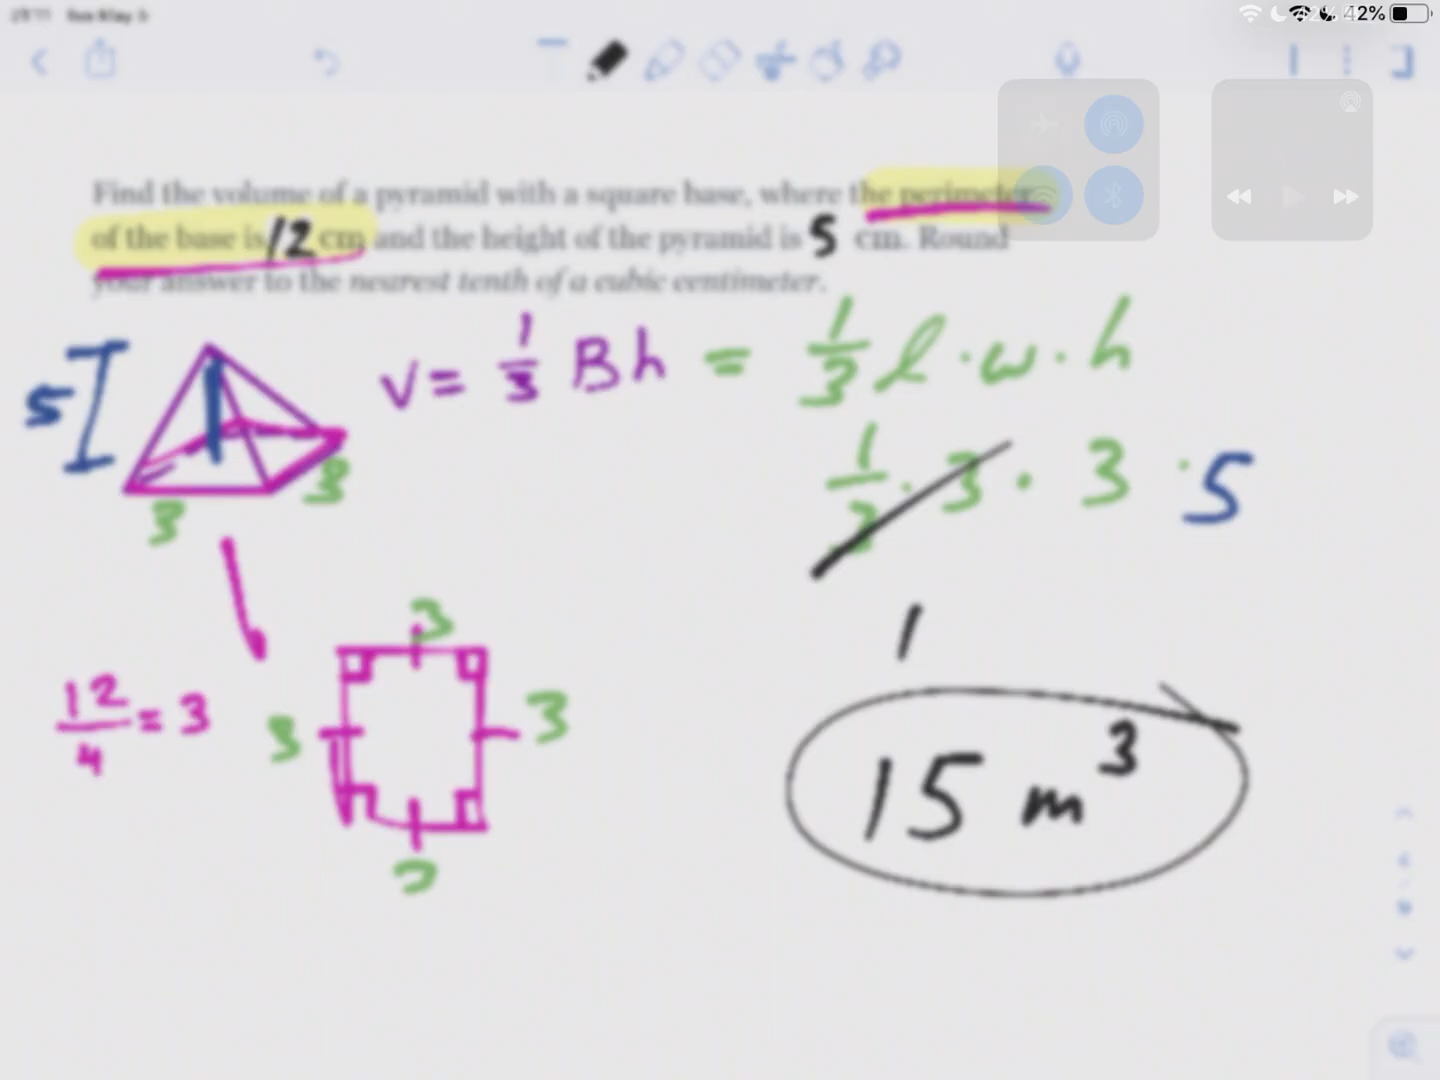 42%
Find the volume of a pyramid with a square base, where the perimeter
of the base is 12 cm and the height of the pyramid is 5 cm. Round
your answer to the nearest tenth of a cubic centimeter.
V = 1/3 Bh = 1/3 l · w · h
5
1/3 · 3 · 3 · 5
3
3
1
3
12/4 = 3
3
3
15 m³